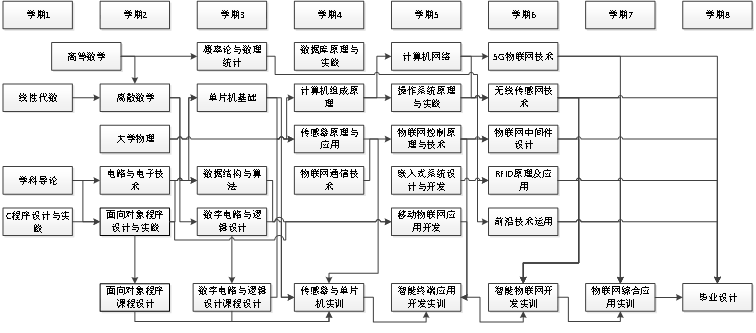 学期1
学期2
学期3
学期4
学期5
学期6
学期7
学期8
高等数学
概率论与数理
统计
数据库原理与
实践
计算机网络
5G物联网技术
线性代数
离散数学
单片机基础
计算机组成原
理
操作系统原理
与实践
无线传感网技
术
大学物理
传感器原理与
应用
物联网控制原
理与技术
物联网中间件
设计
学科导论
电路与电子技
术
数据结构与算
法
物联网通信技
术
嵌入式系统设
计与开发
RFID原理及应
用
C程序设计与实
践
面向对象程序
设计与实践
数字电路与逻
辑设计
移动物联网应
用开发
前沿技术选用
面向对象程序
课程设计
数字电路与逻辑
设计课程设计
传感器与单片
机实训
智能终端应用
开发实训
智能物联网开
发实训
物联网综合应
用实训
毕业设计